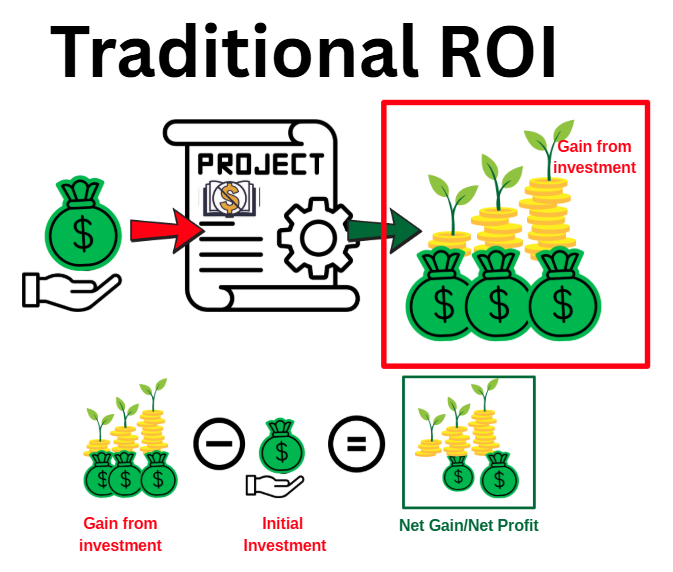 Traditional ROI
PROJECT
$
$
Gain from
investment
$ $ $
$ $ $
$
$ $
Gain from
investment
Initial
Investment
Net Gain/Net Profit